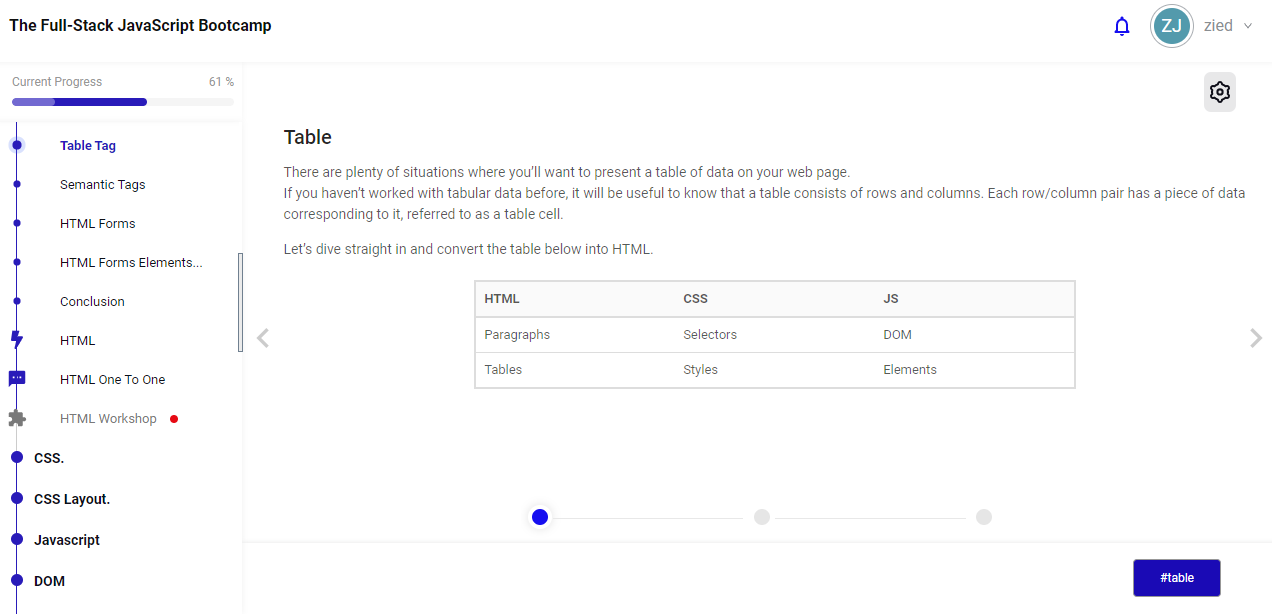 The Full-Stack JavaScript Bootcamp
ZJ
zied
Current Progress
61 %
Table Tag
Semantic Tags
HTML Forms
HTML Forms Elements...
Conclusion
HTML
HTML One To One
HTML Workshop
CSS.
CSS Layout.
Javascript
DOM
Table
There are plenty of situations where you’ll want to present a table of data on your web page.
If you haven’t worked with tabular data before, it will be useful to know that a table consists of rows and columns. Each row/column pair has a piece of data
corresponding to it, referred to as a table cell.
Let’s dive straight in and convert the table below into HTML.
HTML CSS JS
Paragraphs Selectors DOM
Tables Styles Elements
#table